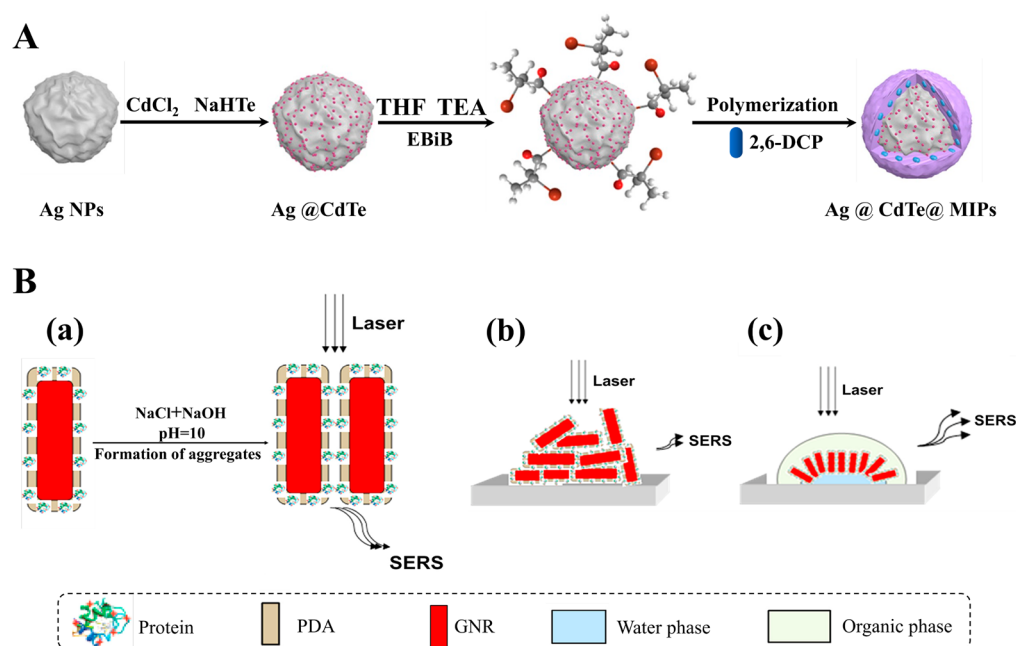 A
CdCl₂ NaHTe
THF TEA
EBiB
Polymerization
2,6-DCP
Ag NPs
Ag @CdTe
Ag @ CdTe@ MIPs
B
(a)
Laser
NaCl+NaOH
pH=10
Formation of aggregates
SERS
(b)
Laser
SERS
(c)
Laser
SERS
Protein
PDA
GNR
Water phase
Organic phase